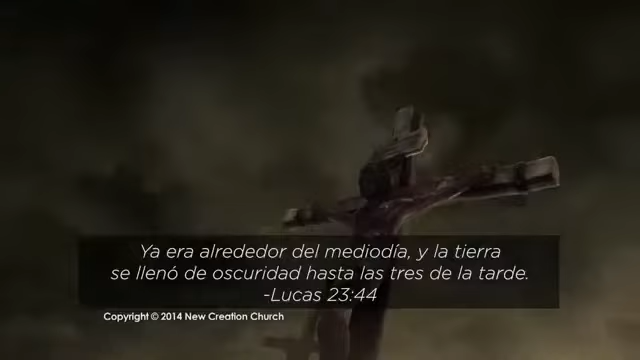 Ya era alrededor del mediodía, y la tierra
se llenó de oscuridad hasta las tres de la tarde.
-Lucas 23:44
Copyright © 2014 New Creation Church